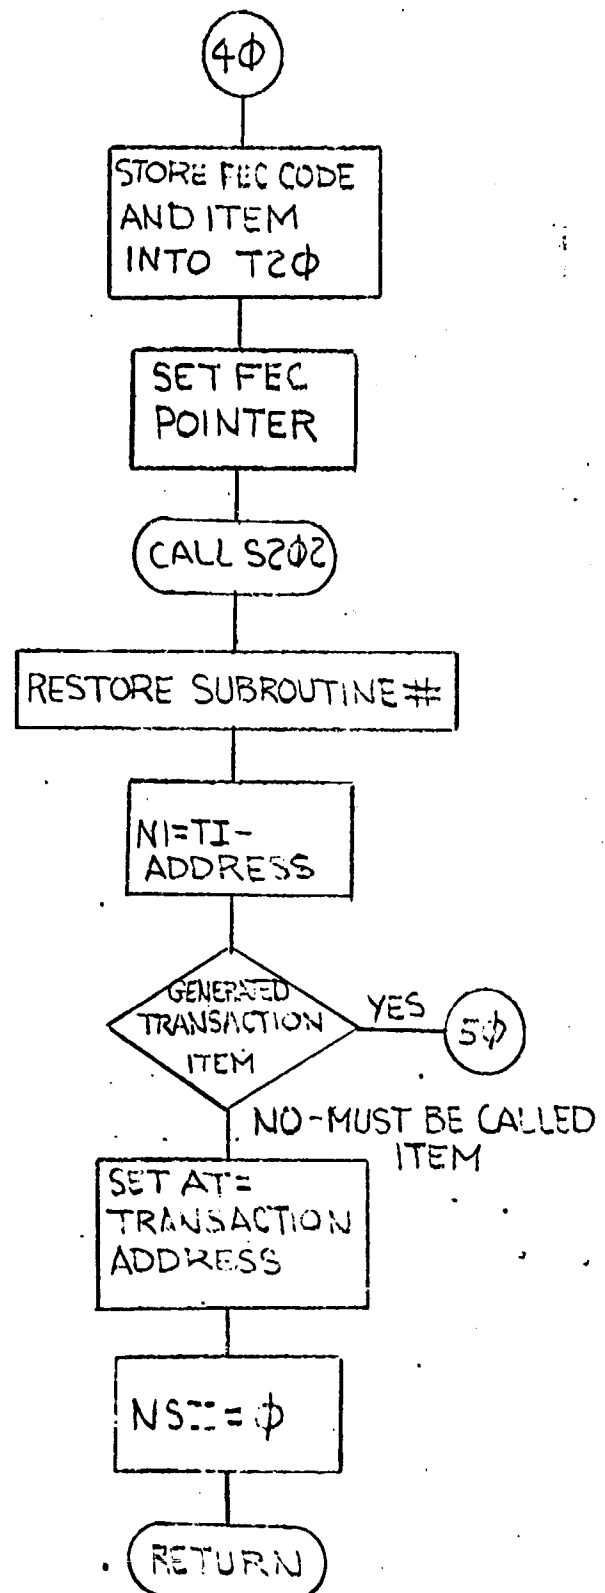 4φ
STORE FEC CODE
AND ITEM
INTO T2φ
SET FEC
POINTER
CALL S2φ2
RESTORE SUBROUTINE #
NI=TI-
ADDRESS
GENERATED
TRANSACTION
ITEM
YES
5φ
NO-MUST BE CALLED
ITEM
SET AT=
TRANSACTION
ADDRESS
= φ
RETURN